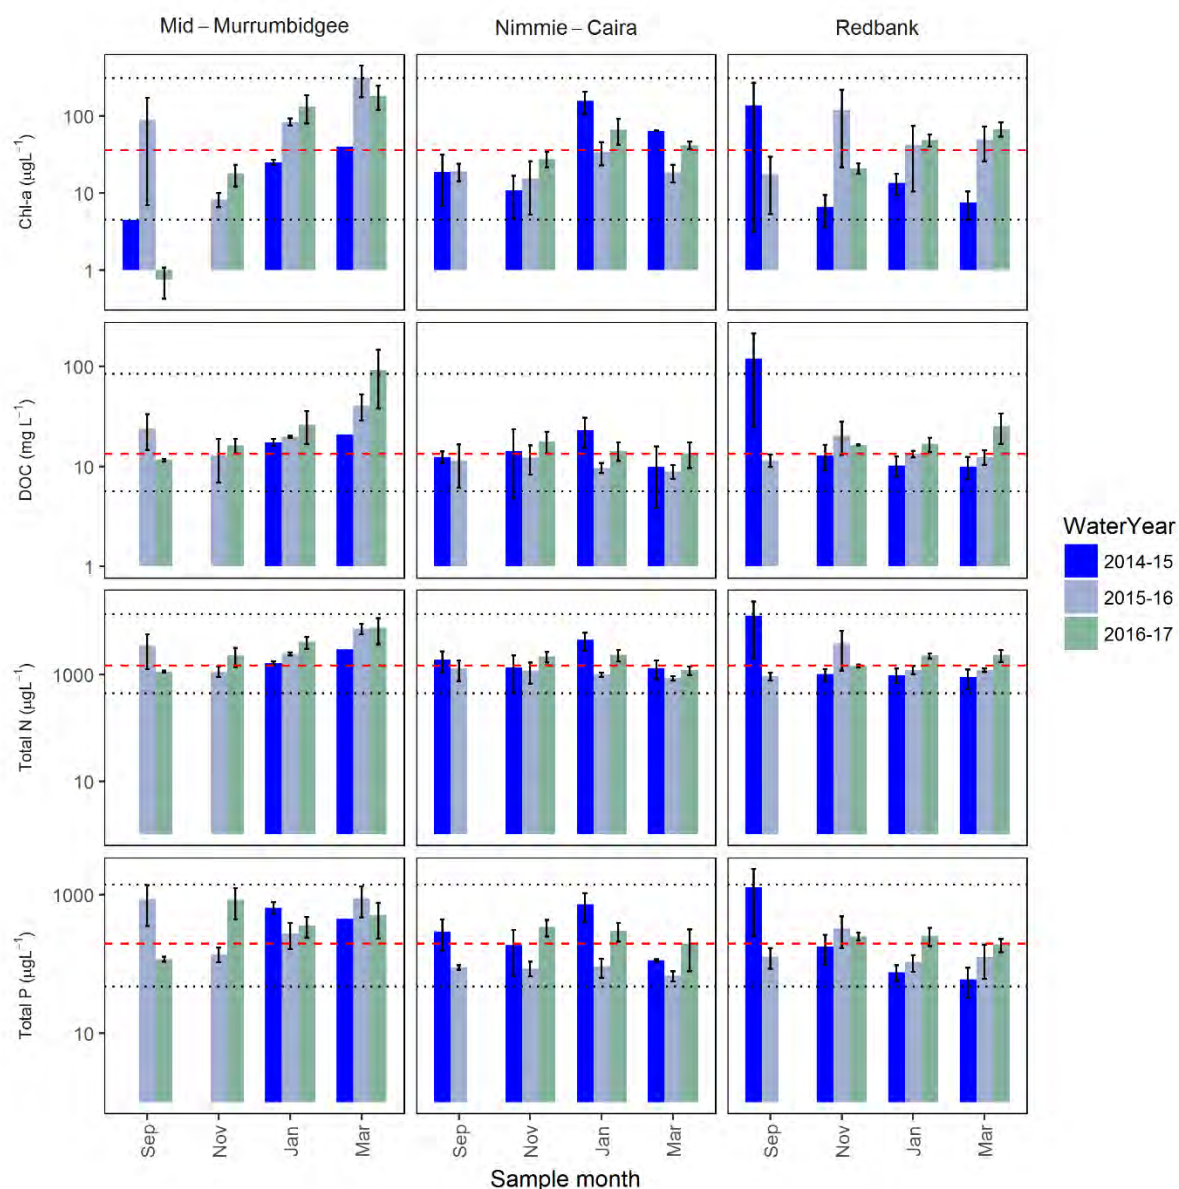 Mid – Murrumbidgee Nimmie – Caira Redbank
Chl-a (µgL⁻¹)
100
10
1
DOC (mg L⁻¹)
100
10
1
Total N (µgL⁻¹)
1000
10
Total P (µgL⁻¹)
1000
10
Sep Nov Jan Mar Sep Nov Jan Mar Sep Nov Jan Mar
Sample month
WaterYear
2014-15
2015-16
2016-17